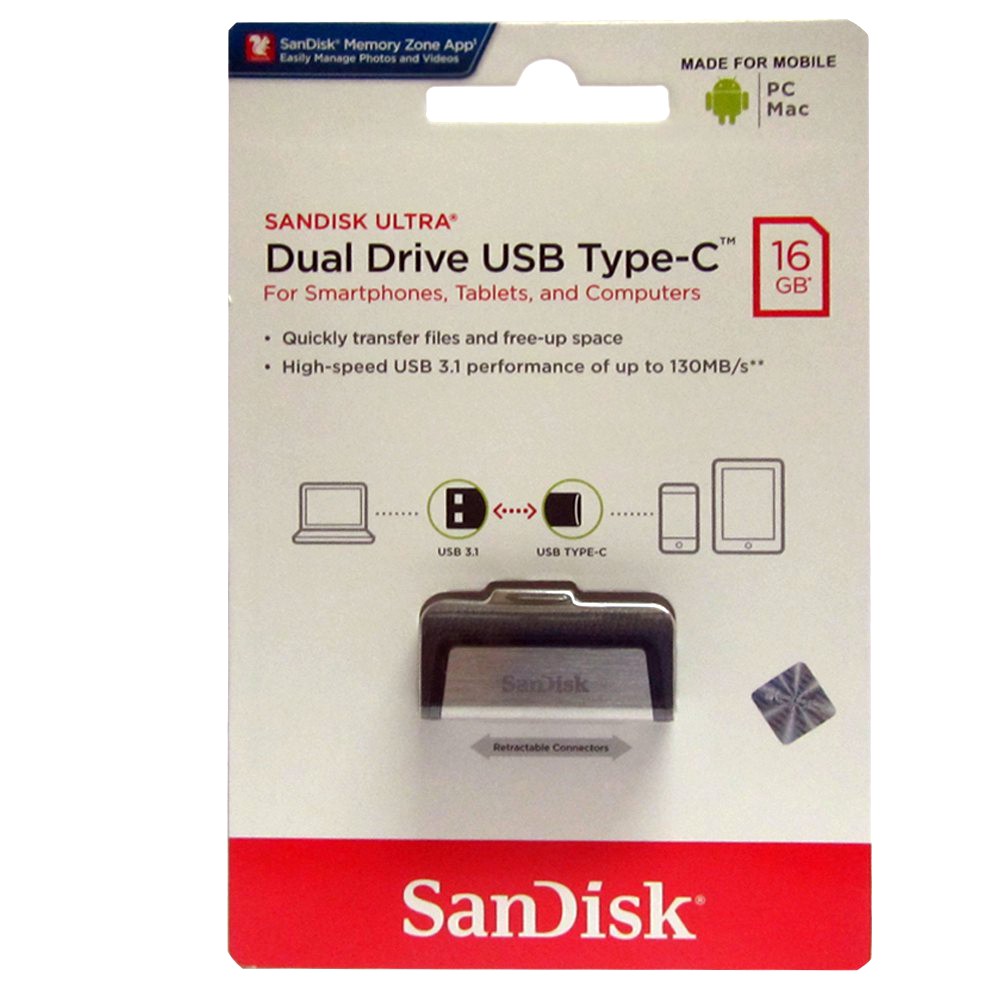 SanDisk® Memory Zone App¹
Easily Manage Photos and Videos
MADE FOR MOBILE
PC
Mac
SANDISK ULTRA®
Dual Drive USB Type-C™
For Smartphones, Tablets, and Computers
16
GB*
• Quickly transfer files and free-up space
• High-speed USB 3.1 performance of up to 130MB/s**
USB 3.1
USB TYPE-C
SanDisk
Retractable Connectors
SanDisk®